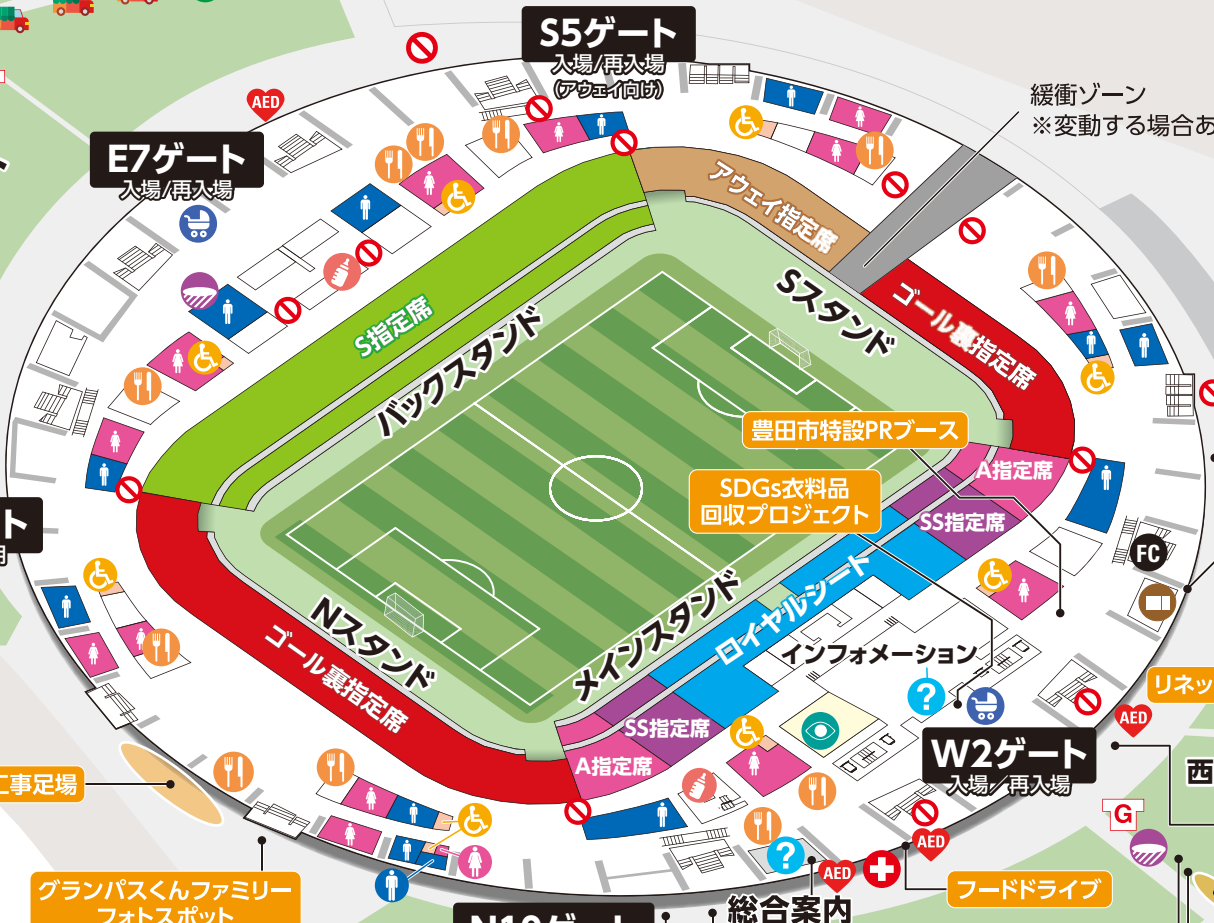 S5ゲート
入場/再入場
(アウェイ向け)
AED
緩衝ゾーン
※変動する場合あ
E7ゲート
入場/再入場
アウェイ指定席
Sスタンド
ゴール裏指定席
S指定席
バックスタンド
豊田市特設PRブース
A指定席
SDGs衣料品
回収プロジェクト
SS指定席
ト
FC
ロイヤルシート
Nスタンド
メインスタンド
ゴール裏指定席
インフォメーション
?
リネッ
SS指定席
AED
A指定席
W2ゲート
入場/再入場
西
工事足場
G
AED
?
AED
グランパスくんファミリー
フォトスポット
フードドライブ
総合案内
N10ゲート